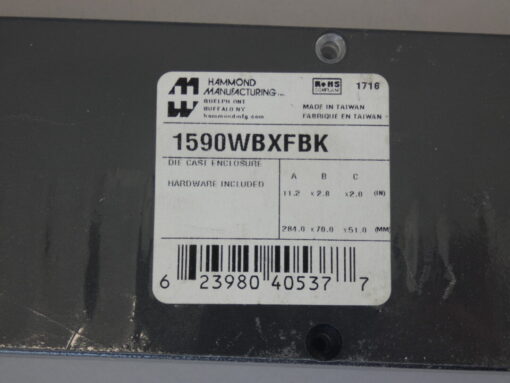 HAMMOND
MANUFACTURING
GUELPH ONT
BUFFALO NY
hammondmfg.com
RoHS
COMPLIANT
1716
MADE IN TAIWAN
FABRIQUE EN TAIWAN
1590WBXFBK
DIE CAST ENCLOSURE
HARDWARE INCLUDED
A B C
11.2 x2.8 x2.0 (IN)
284.0 x70.0 x51.0 (MM)
6 23980 40537 7